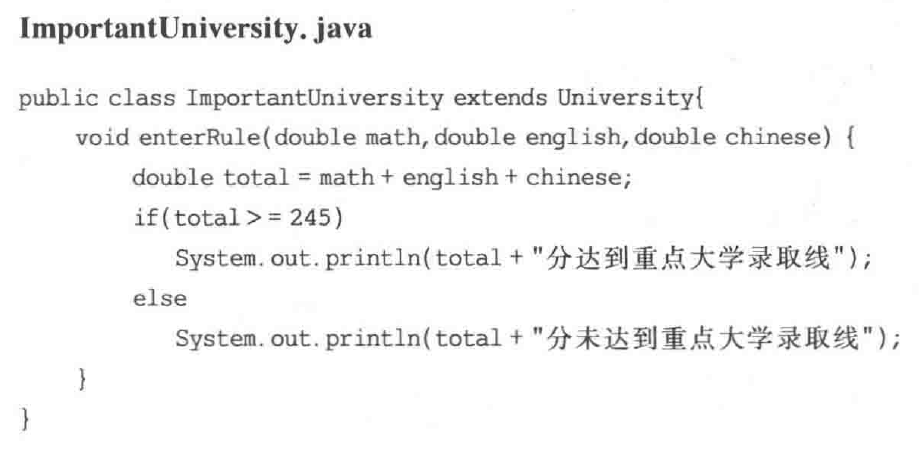 ImportantUniversity.java
public class ImportantUniversity extends University{
void enterRule(double math,double english,double chinese) {
double total = math + english + chinese;
if(total > = 245)
System.out.println(total + "分达到重点大学录取线");
else
System.out.println(total + "分未达到重点大学录取线");
}
}